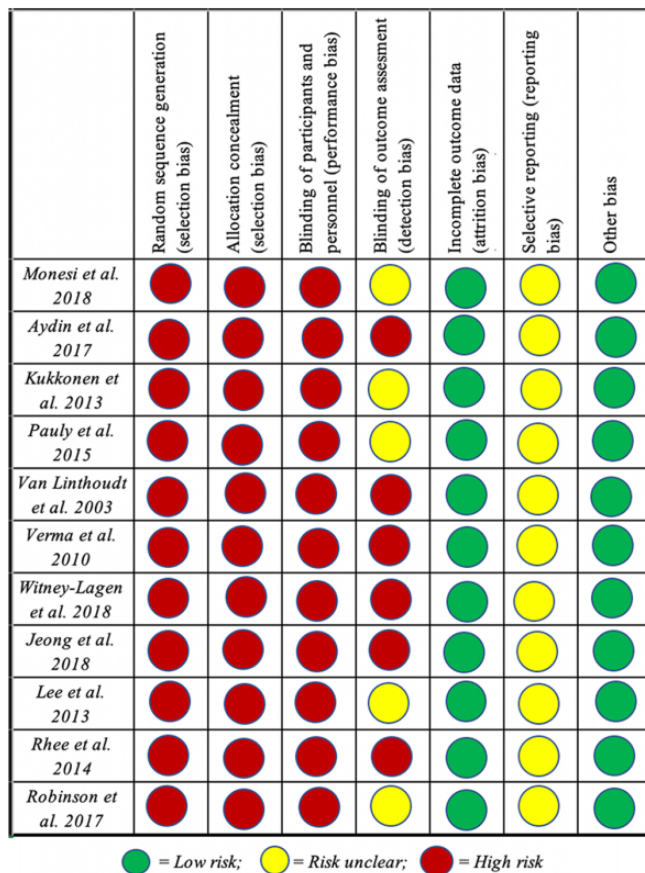 Random sequence generation
(selection bias)
Allocation concealment
(selection bias)
Blinding of participants and
personnel (performance bias)
Blinding of outcome assesment
(detection bias)
Incomplete outcome data
(attrition bias)
Selective reporting (reporting
bias)
Other bias
Monesi et al.
2018
Aydin et al.
2017
Kukkonen et
al. 2013
Pauly et al.
2015
Van Linthoudt
et al. 2003
Verma et al.
2010
Witney-Lagen
et al. 2018
Jeong et al.
2018
Lee et al.
2013
Rhee et al.
2014
Robinson et
al. 2017
= Low risk; = Risk unclear; = High risk